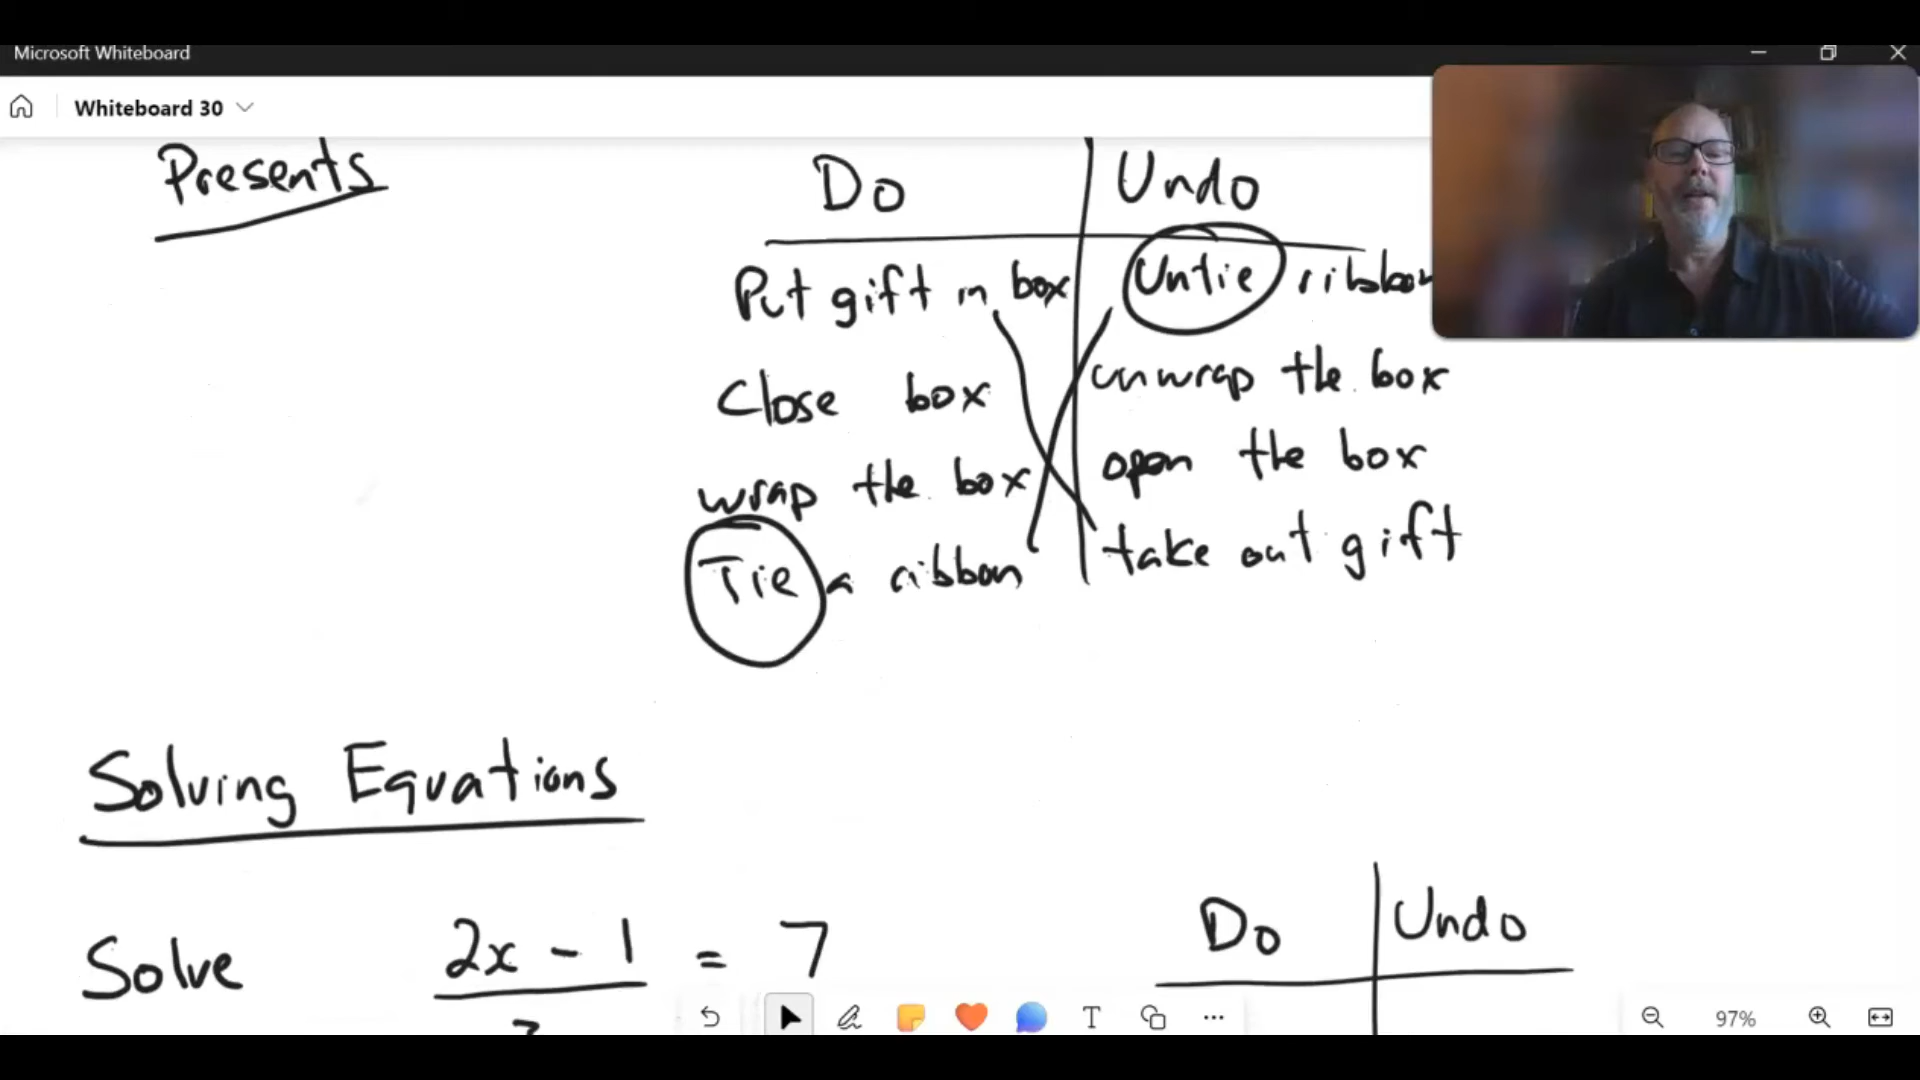 Microsoft Whiteboard
Whiteboard 30
Presents
Do Undo
Put gift in box Untie ribbon
Close box unwrap the box
wrap the box open the box
Tie a ribbon take out gift
Solving Equations
Do Undo
Solve 2x - 1 = 7
T
97%